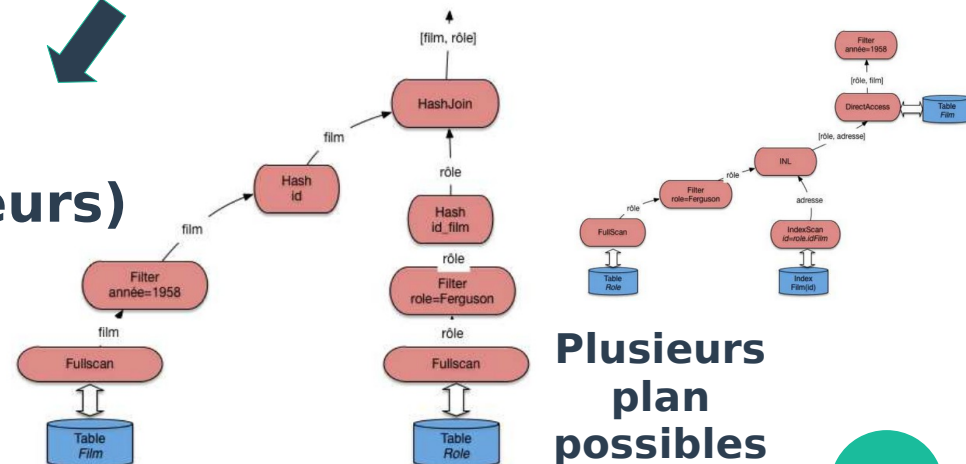 eurs)
[film, rôle]
HashJoin
film
rôle
Hash
id
Hash
id_film
film
rôle
Filter
année=1958
Filter
role=Ferguson
film
rôle
Fullscan
Fullscan
Table
Film
Table
Role
Filter
année=1958
[rôle, film]
DirectAccess
Table
Film
[rôle, adresse]
INL
rôle
Filter
role=Ferguson
adresse
rôle
FullScan
IndexScan
id=role.idFilm
Table
Role
Index
Film(id)
Plusieurs
plan
possibles